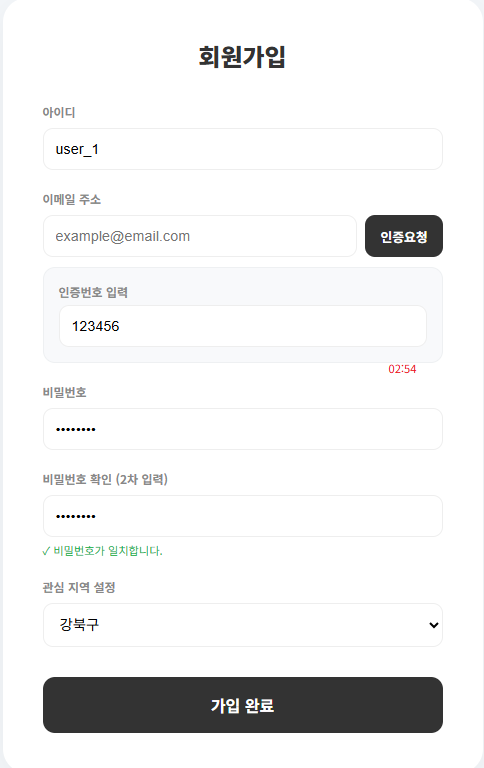 회원가입
아이디
user_1
이메일 주소
example@email.com 인증요청
인증번호 입력
123456
02:54
비밀번호
••••••••
비밀번호 확인 (2차 입력)
••••••••
✓ 비밀번호가 일치합니다.
관심 지역 설정
강북구
가입 완료